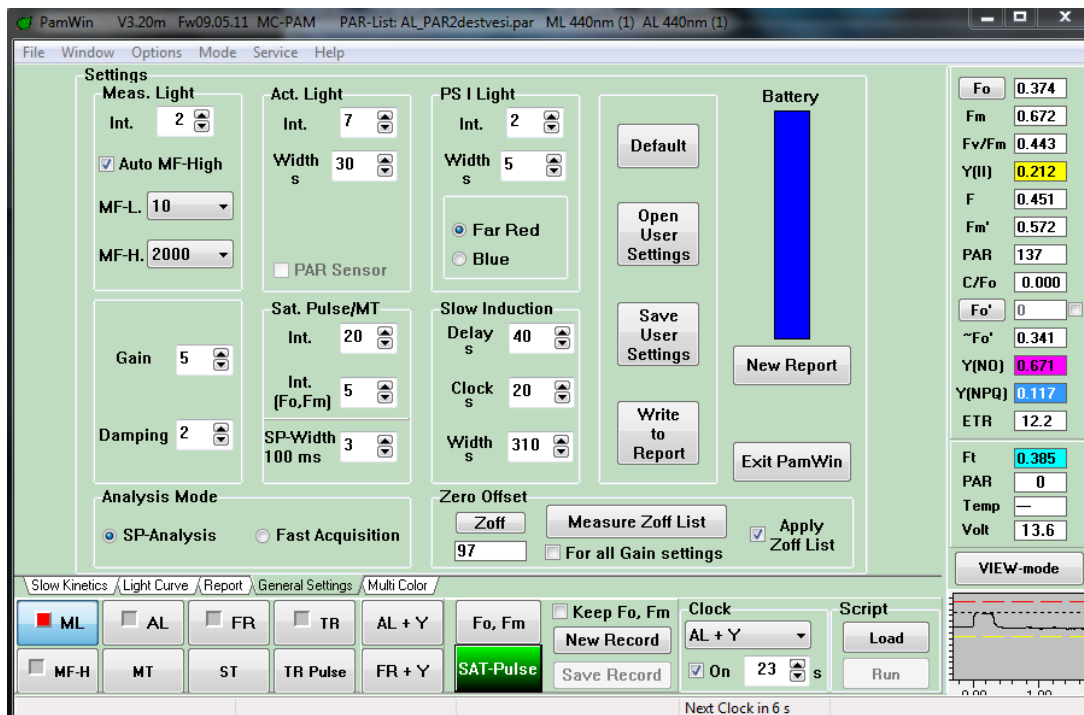 PamWin V3.20m Fw09.05.11 MC-PAM PAR-List: AL_PAR2destvesi.par ML 440nm (1) AL 440nm (1)
File Window Options Mode Service Help
Settings
Meas. Light
Int. 2
Auto MF-High
MF-L. 10
MF-H. 2000
Act. Light
Int. 7
Width 30
s
PAR Sensor
PS I Light
Int. 2
Width 5
s
Far Red
Blue
Gain 5
Damping 2
Sat. Pulse/MT
Int. 20
Int. 5
(Fo,Fm)
SP-Width 3
100 ms
Slow Induction
Delay 40
s
Clock 20
s
Width 310
s
Default
Open
User
Settings
Save
User
Settings
Write
to
Report
Battery
New Report
Exit PamWin
Analysis Mode
SP-Analysis Fast Acquisition
Zero Offset
Zoff
97
Measure Zoff List
For all Gain settings
Apply
Zoff List
Fo 0.374
Fm 0.672
Fv/Fm 0.443
Y(II) 0.212
F 0.451
Fm' 0.572
PAR 137
C/Fo 0.000
Fo' 0
~Fo' 0.341
Y(NO) 0.671
Y(NPQ) 0.117
ETR 12.2
Ft 0.385
PAR 0
Temp —
Volt 13.6
VIEW-mode
Slow Kinetics Light Curve Report General Settings Multi Color
ML AL FR TR AL + Y
MF-H MT ST TR Pulse FR + Y
Fo, Fm
SAT-Pulse
Keep Fo, Fm
New Record
Save Record
Clock
AL + Y
On 23 s
Script
Load
Run
0.00 1.00
Next Clock in 6 s